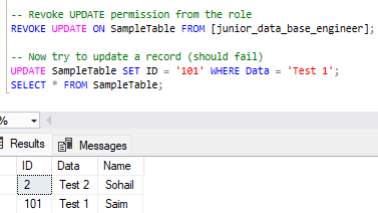 -- Revoke UPDATE permission from the role
REVOKE UPDATE ON SampleTable FROM [junior_data_base_engineer];
-- Now try to update a record (should fail)
UPDATE SampleTable SET ID = '101' WHERE Data = 'Test 1';
SELECT * FROM SampleTable;
%
Results Messages
ID Data Name
2 Test 2 Sohail
101 Test 1 Saim